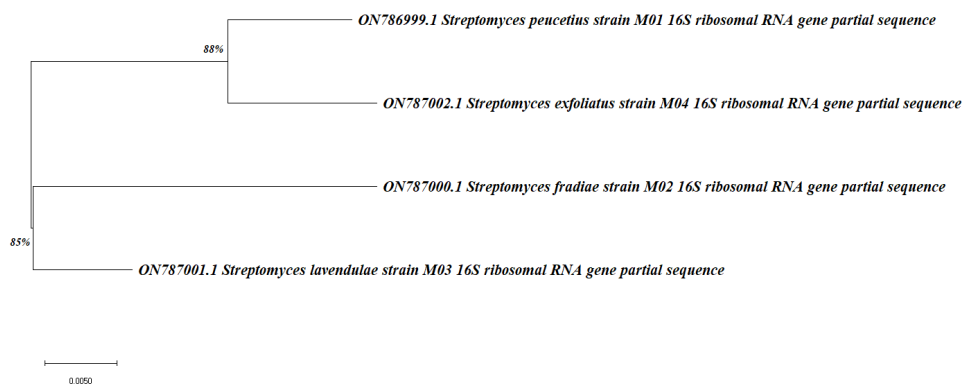 ON786999.1 Streptomyces peucetius strain M01 16S ribosomal RNA gene partial sequence
88%
ON787002.1 Streptomyces exfoliatus strain M04 16S ribosomal RNA gene partial sequence
ON787000.1 Streptomyces fradiae strain M02 16S ribosomal RNA gene partial sequence
85%
ON787001.1 Streptomyces lavendulae strain M03 16S ribosomal RNA gene partial sequence
0.0050